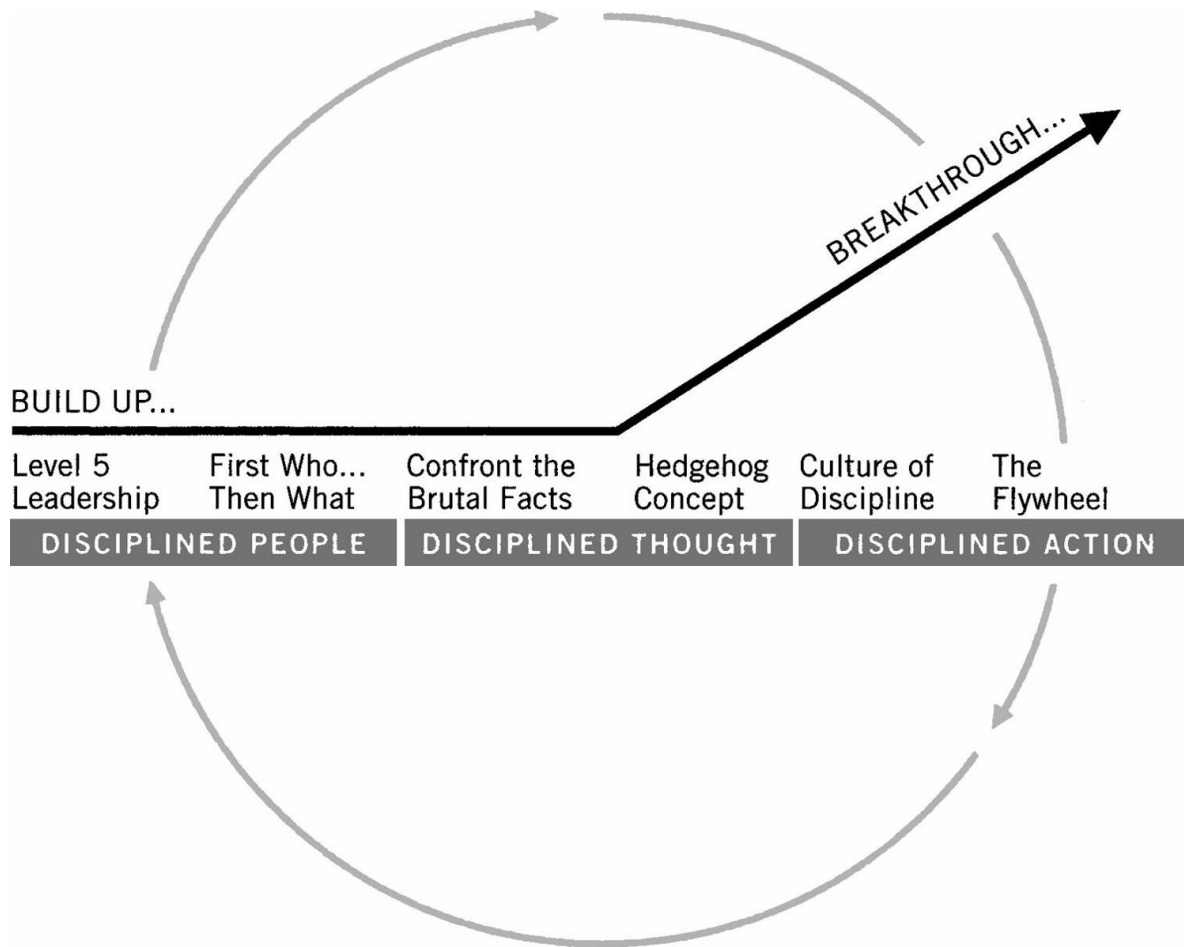 BREAKTHROUGH...
BUILD UP...
Level 5
Leadership
First Who...
Then What
Confront the
Brutal Facts
Hedgehog
Concept
Culture of
Discipline
The
Flywheel
DISCIPLINED PEOPLE
DISCIPLINED THOUGHT
DISCIPLINED ACTION